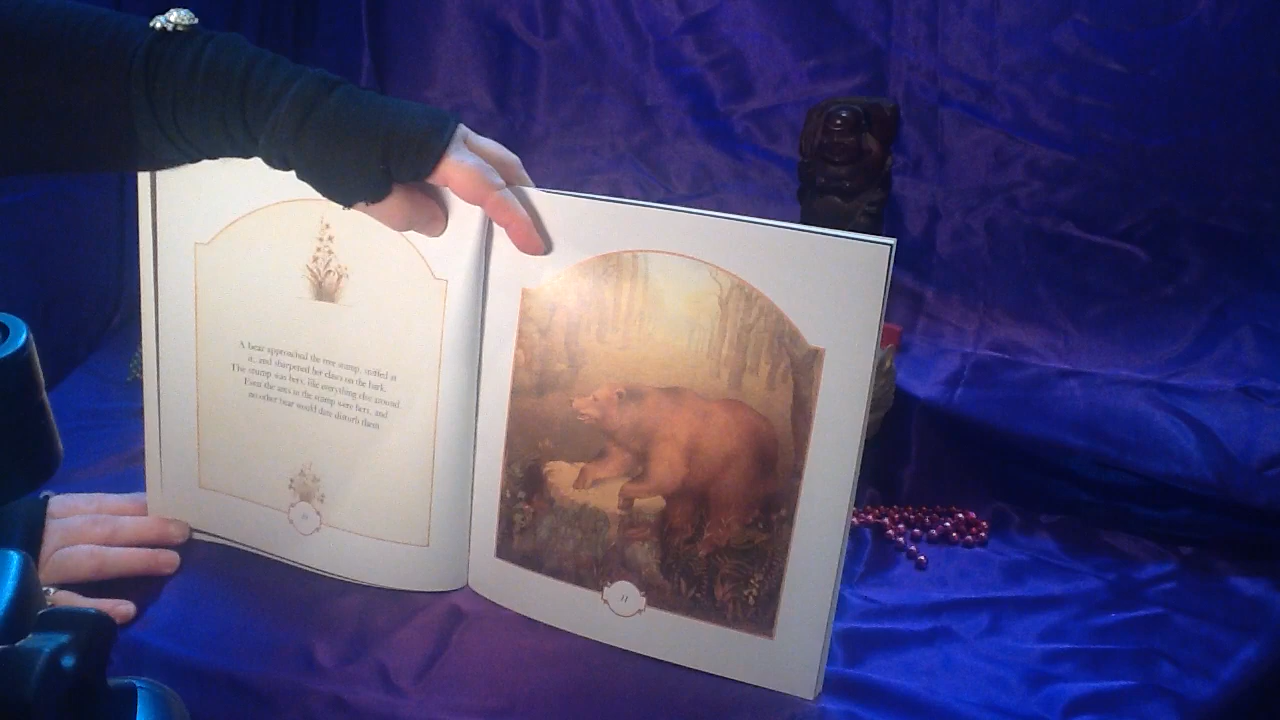 A bear approached the tree stump, sniffed at
it, and sharpened her claws on the bark.
The stump was hers, like everything else around.
Even the ants in the stump were hers, and
no other bear would dare disturb them
11